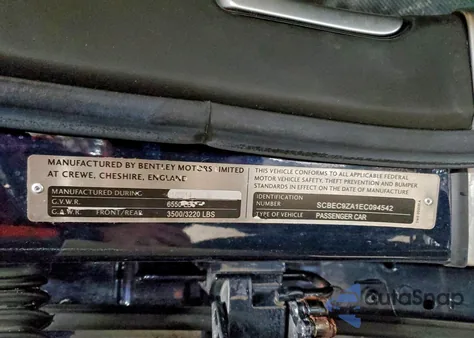 MANUFACTURED BY BENTLEY MOTORS LIMITED
AT CREWE, CHESHIRE, ENGLAND
MANUFACTURED DURING
G.V.W.R.
G.A.W.R. FRONT/REAR 3500/3220 LBS
THIS VEHICLE CONFORMS TO ALL APPLICABLE FEDERAL
MOTOR VEHICLE SAFETY, THEFT PREVENTION AND BUMPER
STANDARDS IN EFFECT ON THE DATE OF MANUFACTURE
IDENTIFICATION
NUMBER SCBEC9ZA1EC094542
TYPE OF VEHICLE PASSENGER CAR
AutoSnap